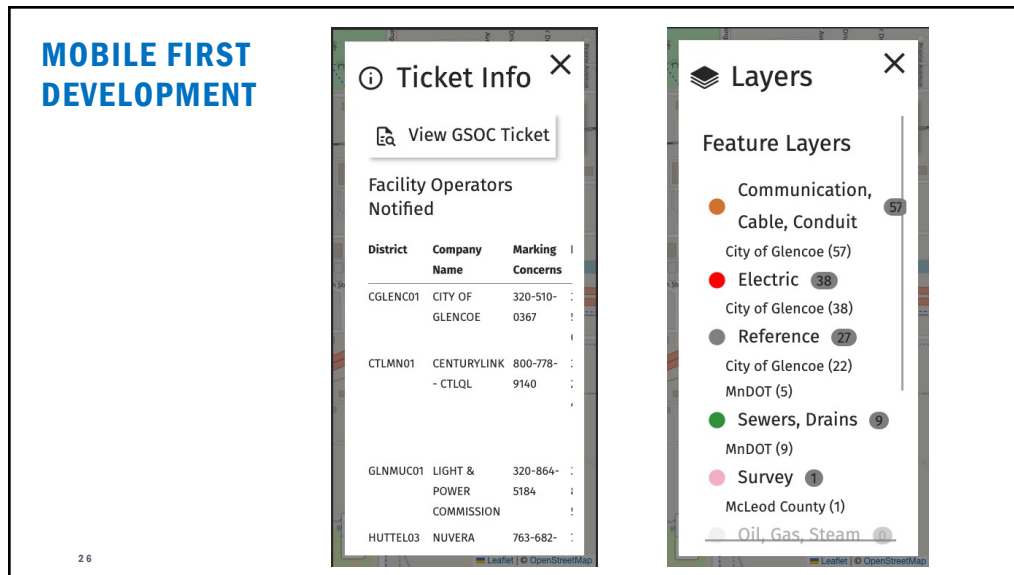 MOBILE FIRST
DEVELOPMENT
Ticket Info
View GSOC Ticket
Facility Operators
Notified
District Company Marking
Name Concerns
CGLENC01 CITY OF 320-510-
GLENCOE 0367
CTLMN01 CENTURYLINK 800-778-
- CTLQL 9140
GLNMUC01 LIGHT & 320-864-
POWER 5184
COMMISSION
HUTTEL03 NUVERA 763-682-
Leaflet | © OpenStreetMap
Layers
Feature Layers
Communication,
Cable, Conduit 57
City of Glencoe (57)
Electric 38
City of Glencoe (38)
Reference 27
City of Glencoe (22)
MnDOT (5)
Sewers, Drains 9
MnDOT (9)
Survey 1
McLeod County (1)
Oil, Gas, Steam 0
Leaflet | © OpenStreetMap
26